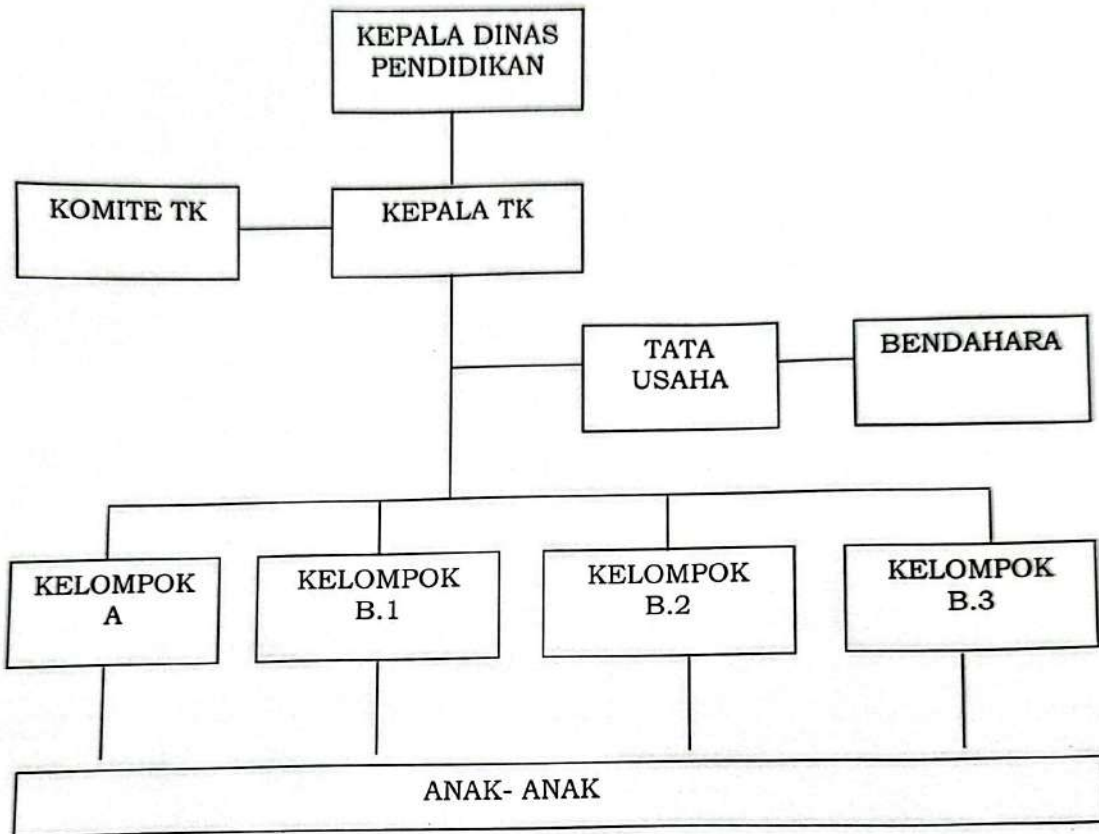 KEPALA DINAS
PENDIDIKAN
KOMITE TK
KEPALA TK
TATA
USAHA
BENDAHARA
KELOMPOK
A
KELOMPOK
B.1
KELOMPOK
B.2
KELOMPOK
B.3
ANAK- ANAK